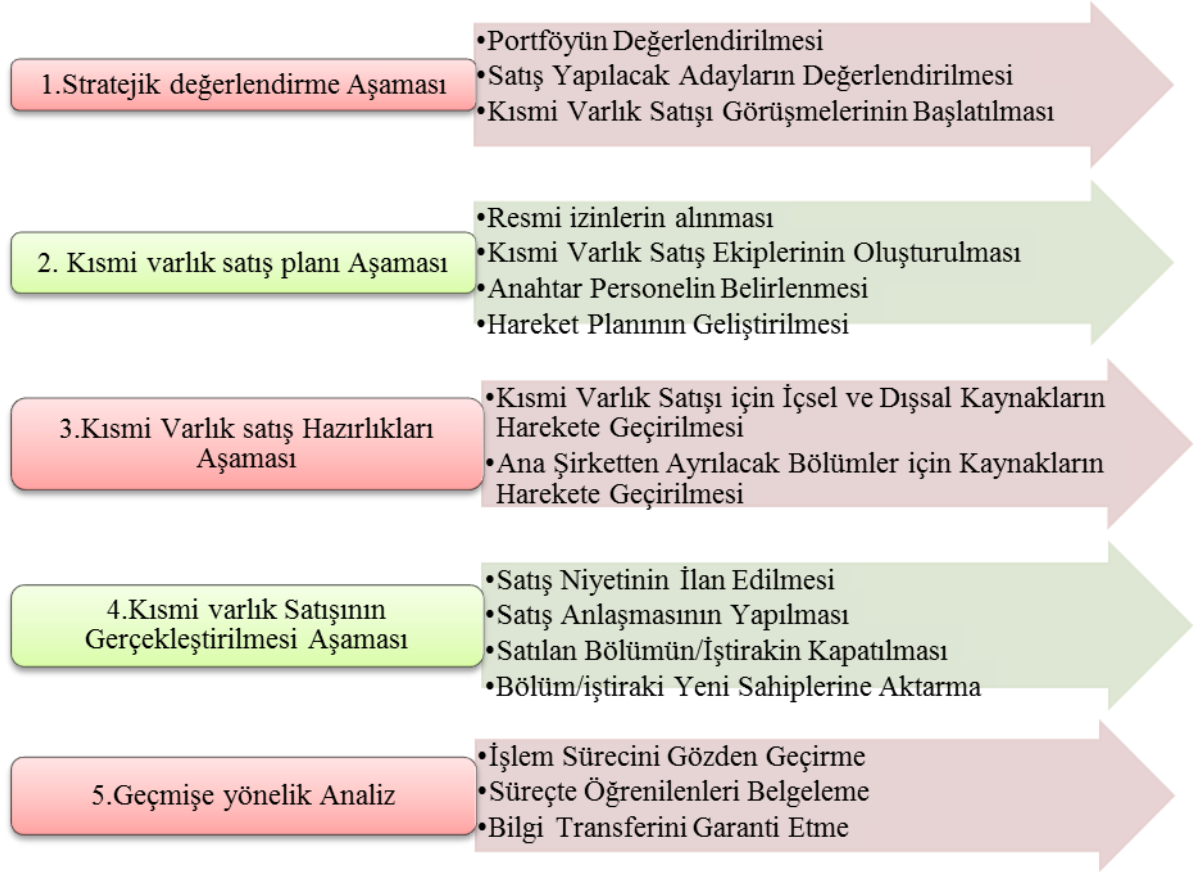 1.Stratejik değerlendirme Aşaması
•Portföyün Değerlendirilmesi
•Satış Yapılacak Adayların Değerlendirilmesi
•Kısmi Varlık Satışı Görüşmelerinin Başlatılması
2. Kısmi varlık satış planı Aşaması
•Resmi izinlerin alınması
•Kısmi Varlık Satış Ekiplerinin Oluşturulması
•Anahtar Personelin Belirlenmesi
•Hareket Planının Geliştirilmesi
3.Kısmi Varlık satış Hazırlıkları
Aşaması
•Kısmi Varlık Satışı için İçsel ve Dışsal Kaynakların
Harekete Geçirilmesi
•Ana Şirketten Ayrılacak Bölümler için Kaynakların
Harekete Geçirilmesi
4.Kısmi varlık Satışının
Gerçekleştirilmesi Aşaması
•Satış Niyetinin İlan Edilmesi
•Satış Anlaşmasının Yapılması
•Satılan Bölümün/İştirakin Kapatılması
•Bölüm/iştiraki Yeni Sahiplerine Aktarma
5.Geçmişe yönelik Analiz
•İşlem Sürecini Gözden Geçirme
•Süreçte Öğrenilenleri Belgeleme
•Bilgi Transferini Garanti Etme